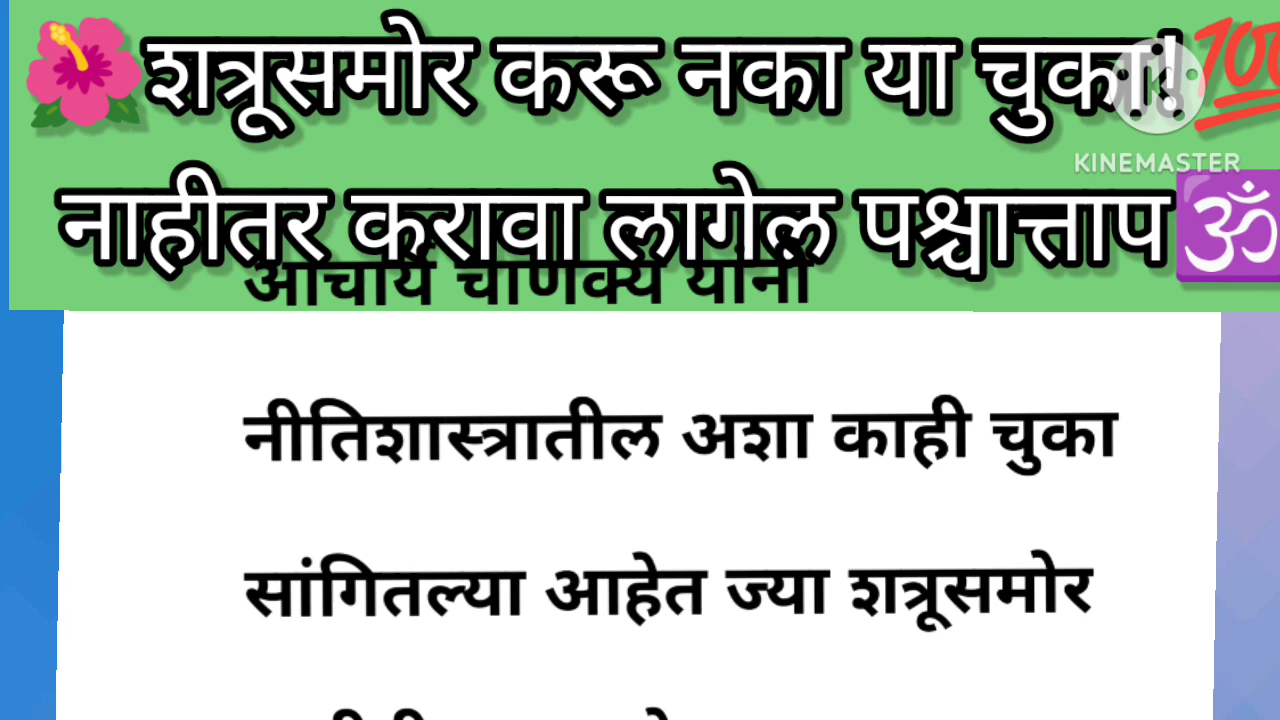 शत्रूसमोर करू नका या चुका!
KINEMASTER
नाहीतर करावा लागेल पश्चात्ताप
आचार्य चाणक्य यांनी
नीतिशास्त्रातील अशा काही चुका
सांगितल्या आहेत ज्या शत्रूसमोर